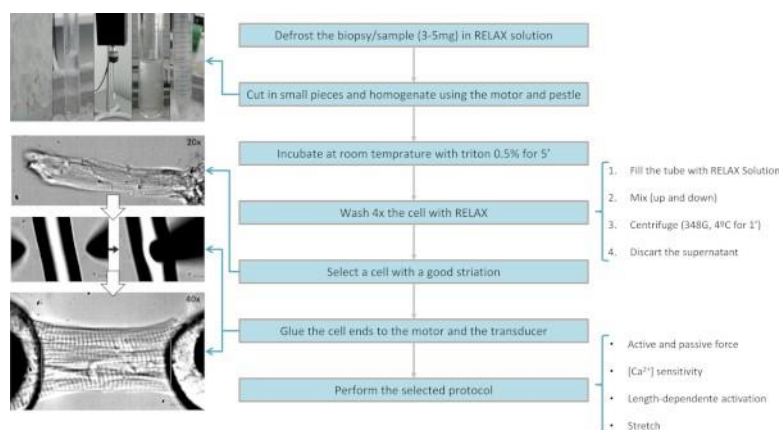 Defrost the biopsy/sample (3-5mg) in RELAX solution
Cut in small pieces and homogenate using the motor and pestle
20x
Incubate at room temprature with triton 0.5% for 5'
1. Fill the tube with RELAX Solution
2. Mix (up and down)
Wash 4x the cell with RELAX
3. Centrifuge (348G, 4ºC for 1')
4. Discart the supernatant
Select a cell with a good striation
40x
Glue the cell ends to the motor and the transducer
• Active and passive force
• [Ca²⁺] sensitivity
Perform the selected protocol
• Length-dependente activation
• Stretch